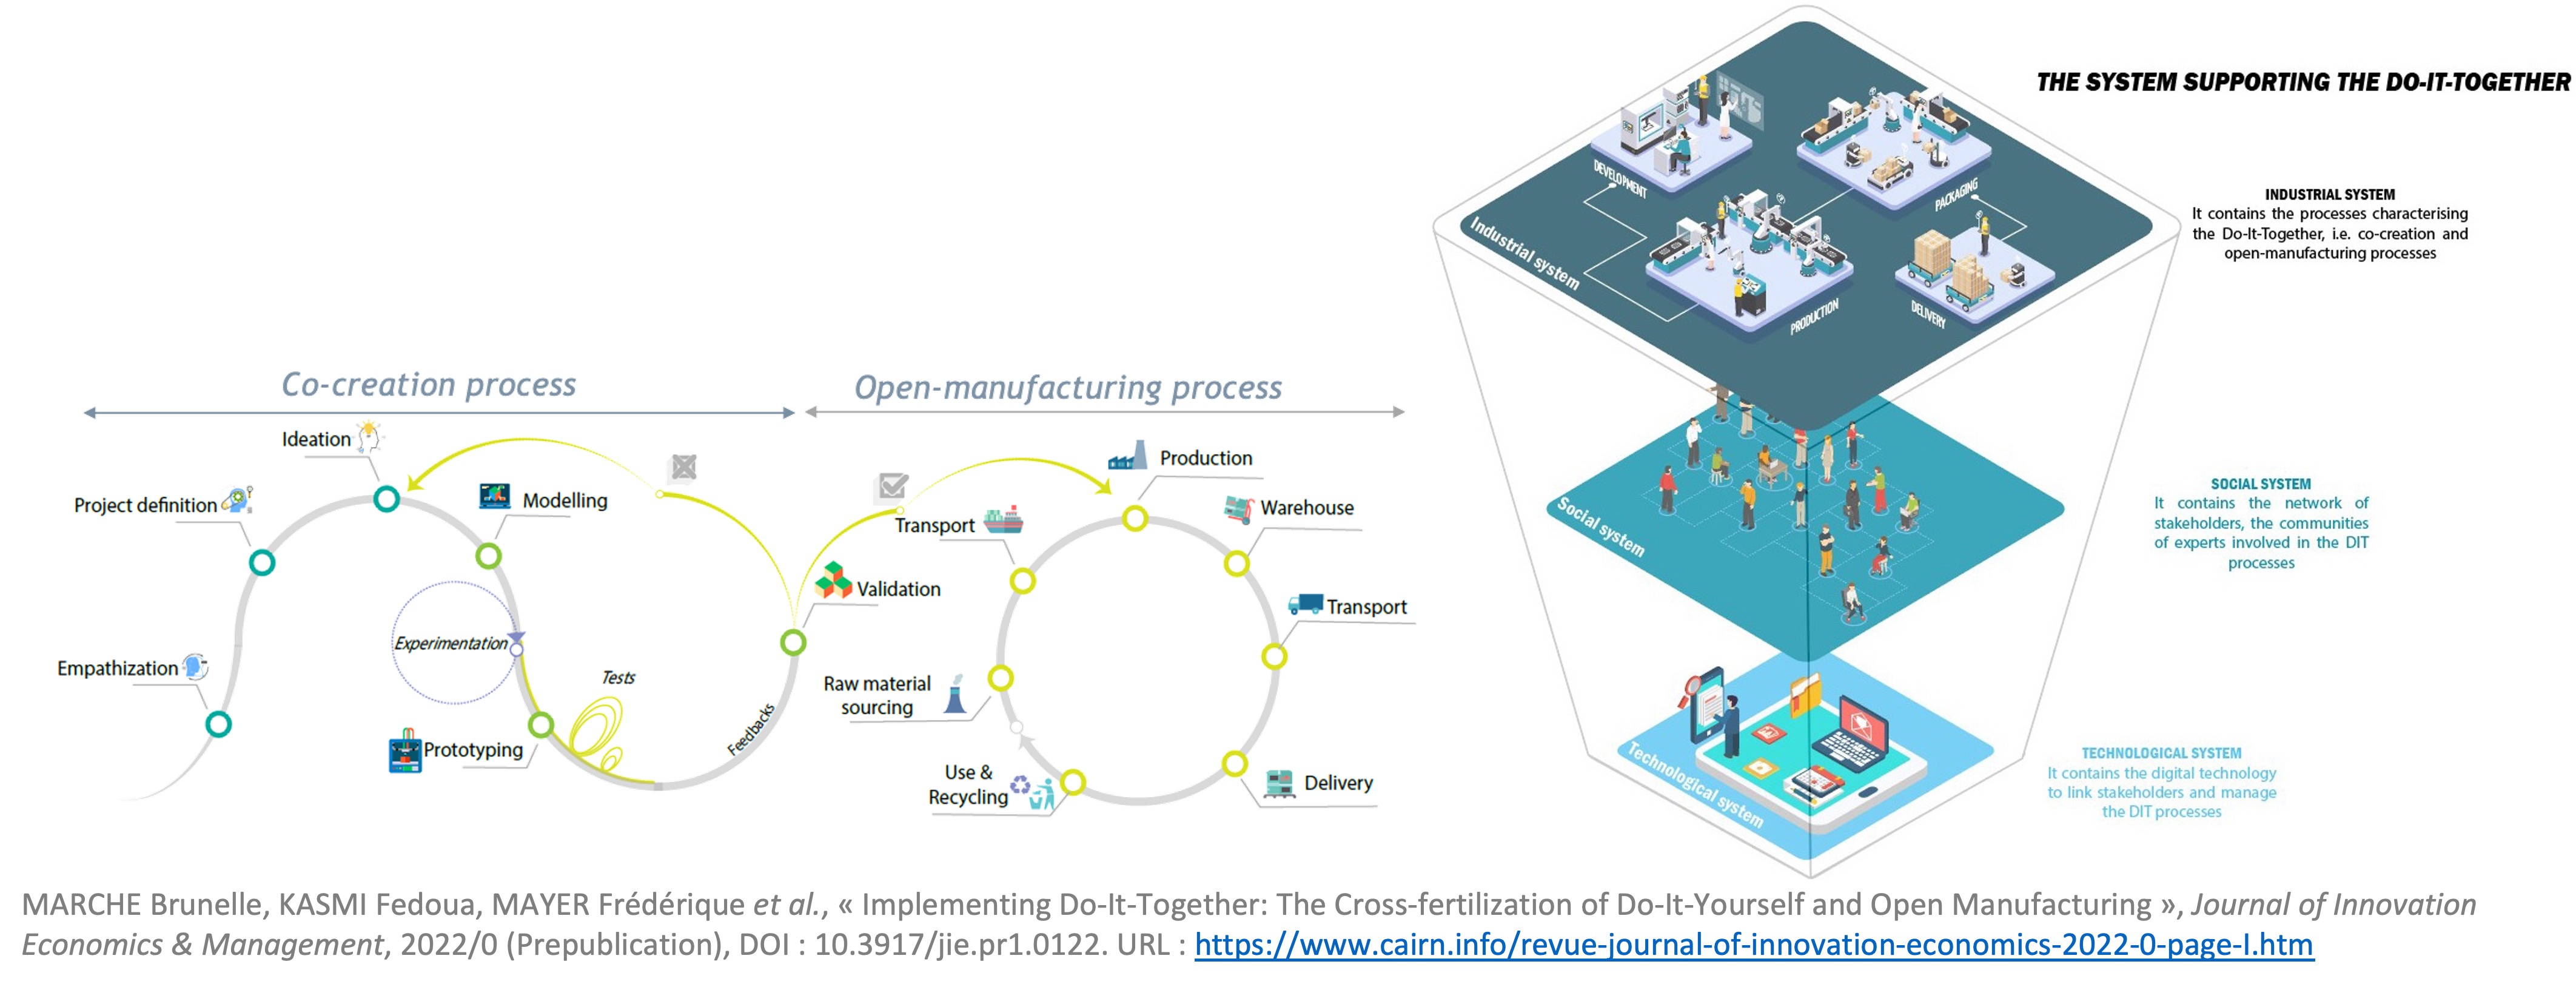 THE SYSTEM SUPPORTING THE DO-IT-TOGETHER
Co-creation process
Open-manufacturing process
Empathization
Project definition
Ideation
Modelling
Experimentation
Prototyping
Tests
Feedbacks
Validation
Transport
Production
Warehouse
Transport
Delivery
Use &
Recycling
Raw material
sourcing
DEVELOPMENT
PACKAGING
PRODUCTION
DELIVERY
Industrial system
INDUSTRIAL SYSTEM
It contains the processes characterising
the Do-It-Together, i.e. co-creation and
open-manufacturing processes
Social system
SOCIAL SYSTEM
It contains the network of
stakeholders, the communities
of experts involved in the DIT
processes
Technological system
TECHNOLOGICAL SYSTEM
It contains the digital technology
to link stakeholders and manage
the DIT processes
MARCHE Brunelle, KASMI Fedoua, MAYER Frédérique et al., « Implementing Do-It-Together: The Cross-fertilization of Do-It-Yourself and Open Manufacturing », Journal of Innovation
Economics & Management, 2022/0 (Prepublication), DOI : 10.3917/jie.pr1.0122. URL : https://www.cairn.info/revue-journal-of-innovation-economics-2022-0-page-I.htm